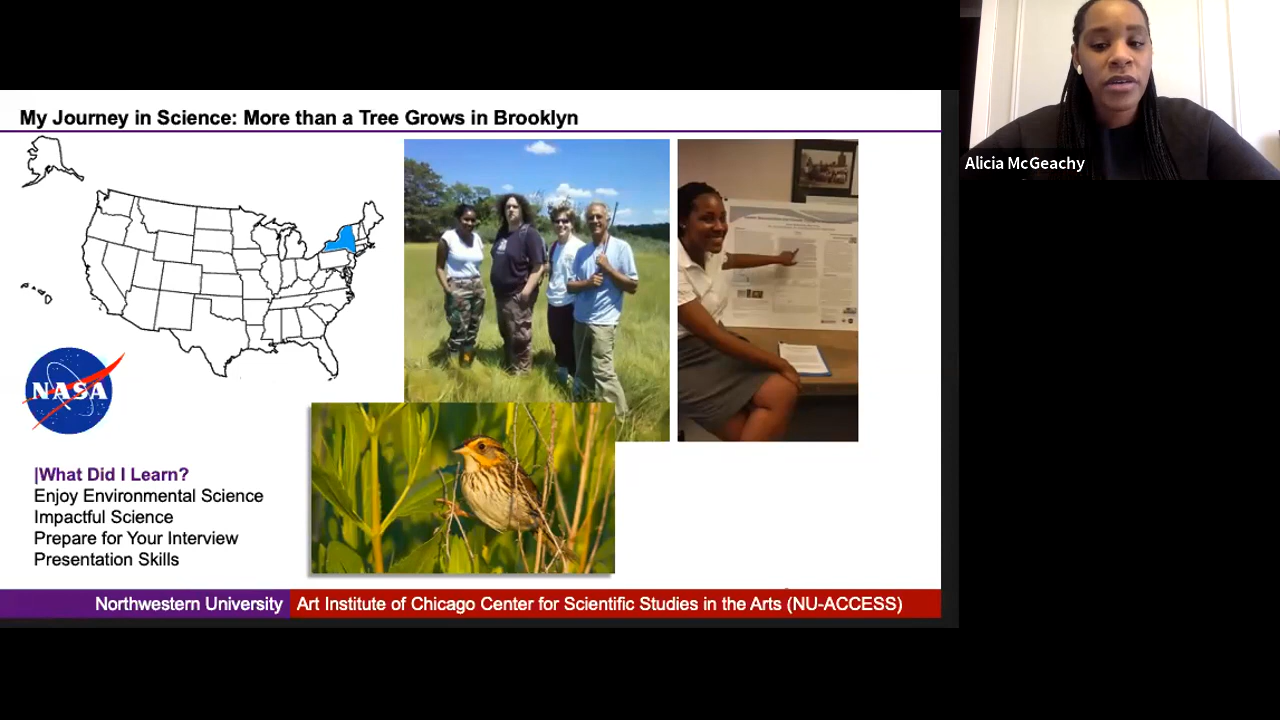 My Journey in Science: More than a Tree Grows in Brooklyn
Alicia McGeachy
NASA
|What Did I Learn?
Enjoy Environmental Science
Impactful Science
Prepare for Your Interview
Presentation Skills
Northwestern University
Art Institute of Chicago Center for Scientific Studies in the Arts (NU-ACCESS)